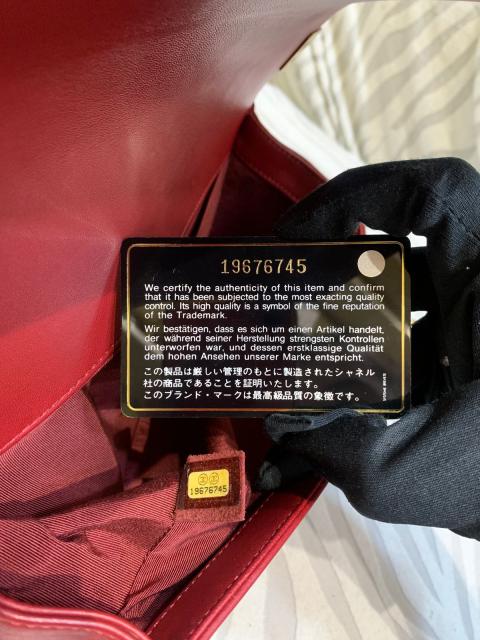 19676745
We certify the authenticity of this item and confirm
that it has been subjected to the most exacting quality
control. Its high quality is a symbol of the fine reputation
of the Trademark.
Wir bestätigen, dass es sich um einen Artikel handelt,
der während seiner Herstellung strengsten Kontrollen
unterworfen war, und dessen erstklassige Qualität
dem hohen Ansehen unserer Marke entspricht.
この製品は厳しい管理のもとに製造されたシャネル
社の商品であることを証明いたします。
このブランド・マークは最高級品質の象徴です。
19676745